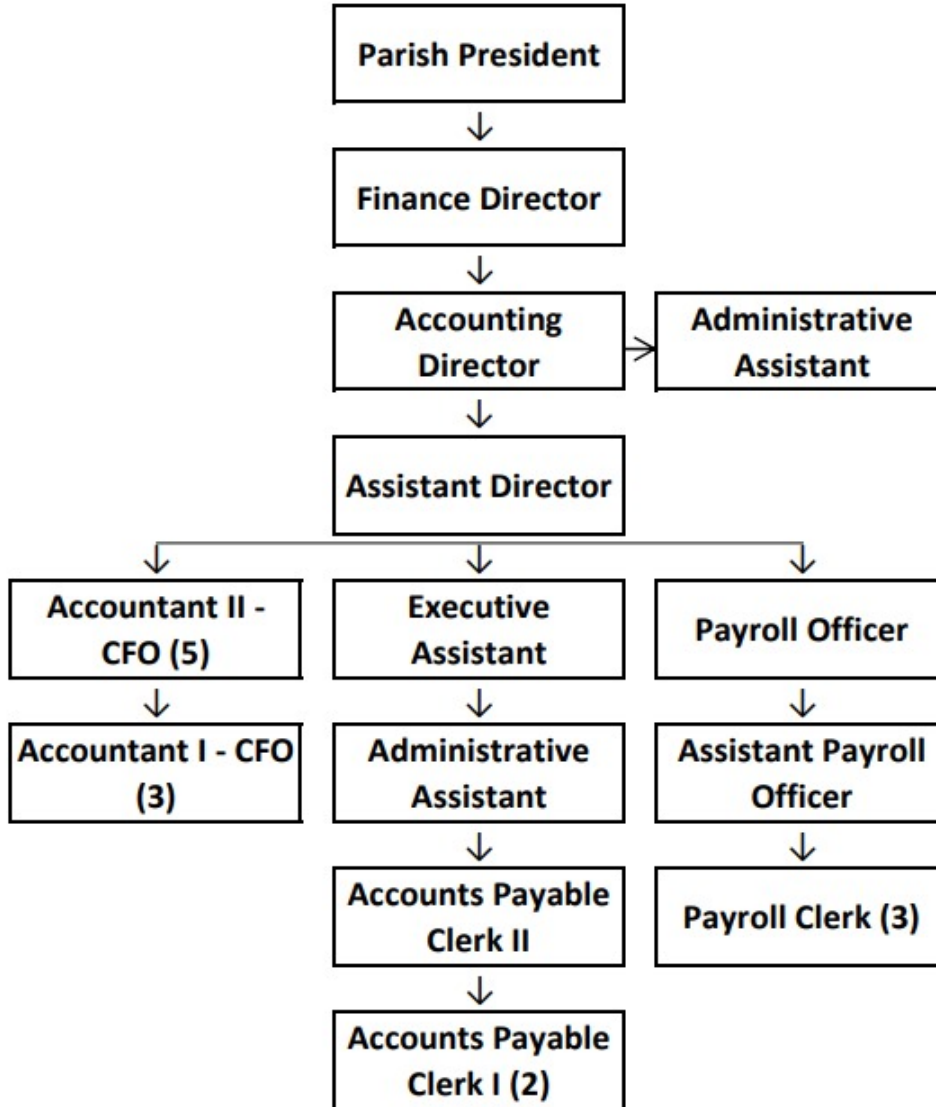 Parish President
Finance Director
Accounting
Director
Administrative
Assistant
Assistant Director
Accountant II -
CFO (5)
Executive
Assistant
Payroll Officer
Accountant I - CFO
(3)
Administrative
Assistant
Assistant Payroll
Officer
Accounts Payable
Clerk II
Payroll Clerk (3)
Accounts Payable
Clerk I (2)